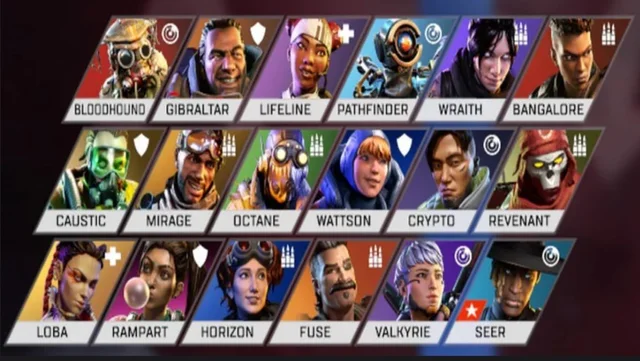 BLOODHOUND GIBRALTAR LIFELINE PATHFINDER WRAITH BANGALORE
CAUSTIC MIRAGE OCTANE WATTSON CRYPTO REVENANT
LOBA RAMPART HORIZON FUSE VALKYRIE SEER